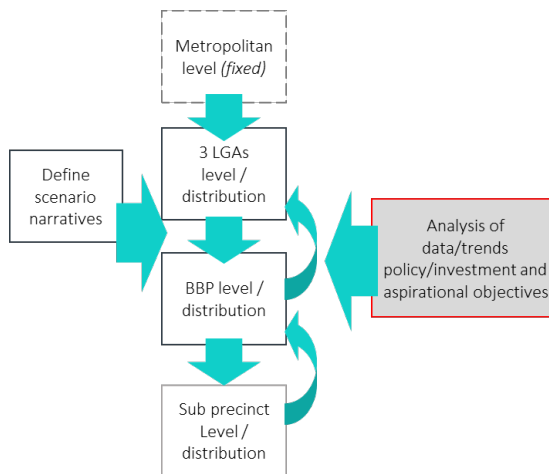 Metropolitan
level (fixed)
3 LGAs
level /
distribution
Define
scenario
narratives
Analysis of
data/trends
policy/investment and
aspirational objectives
BBP level /
distribution
Sub precinct
Level /
distribution